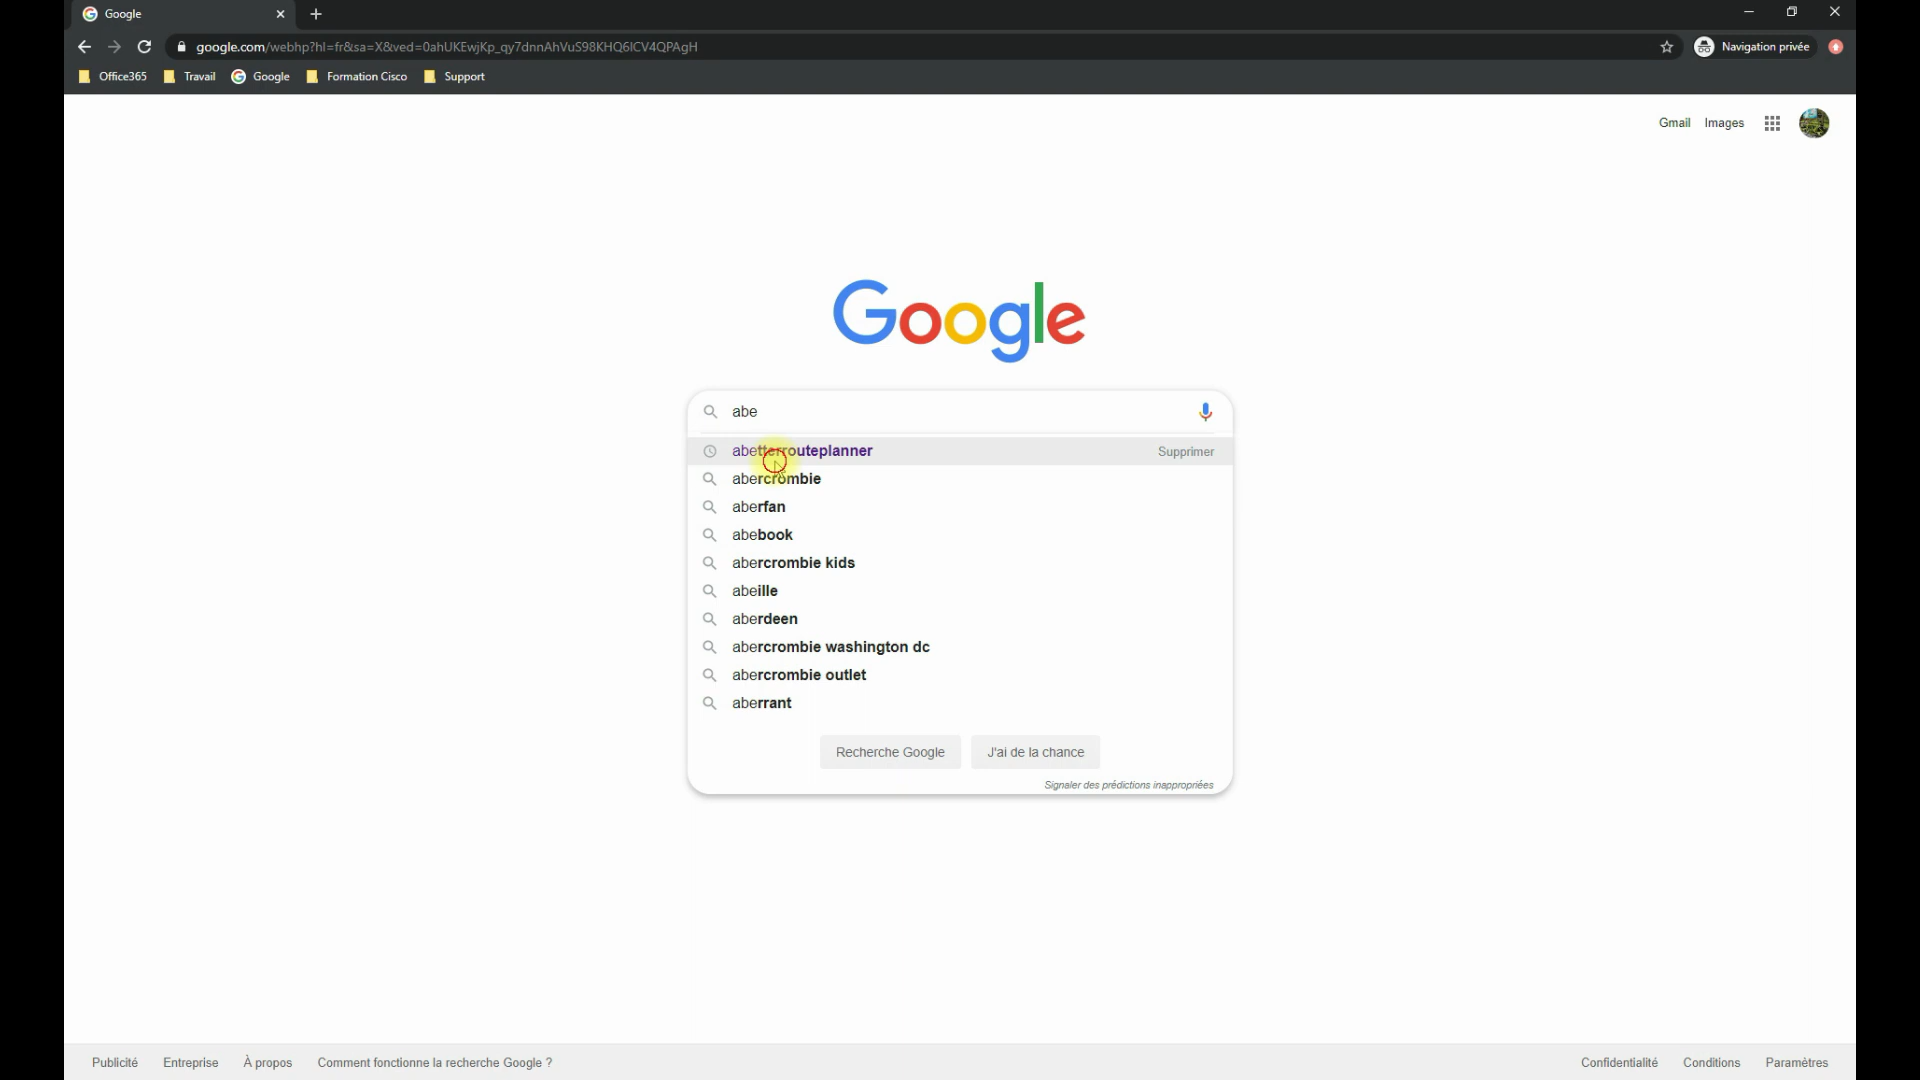 Google
google.com/webhp?hl=fr&sa=X&ved=0ahUKEwjKp_qy7dnnAhVuS98KHQ6ICV4QPAgH
Navigation privée
Office365 Travail Google Formation Cisco Support
Gmail Images
Google
abe
abetterrouteplanner Supprimer
abercrombie
aberfan
abebook
abercrombie kids
abeille
aberdeen
abercrombie washington dc
abercrombie outlet
aberrant
Recherche Google J'ai de la chance
Signaler des prédictions inappropriées
Publicité Entreprise À propos Comment fonctionne la recherche Google ? Confidentialité Conditions Paramètres